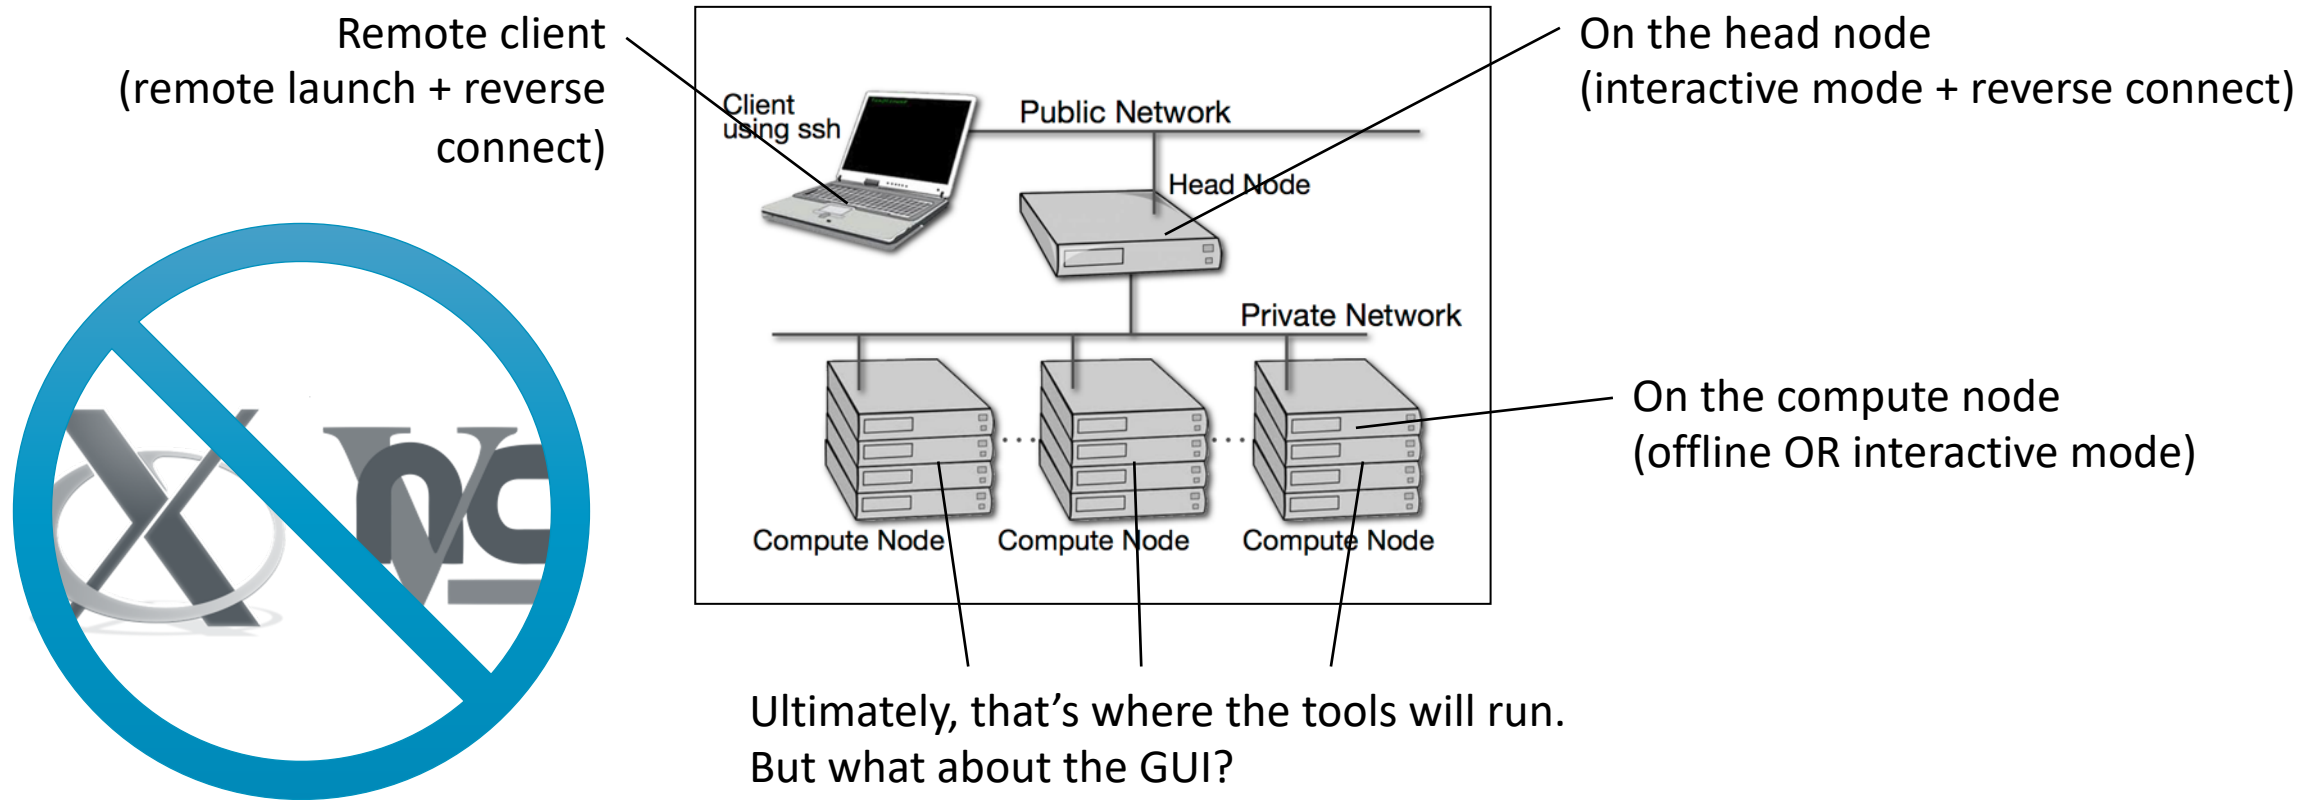 Remote client
(remote launch + reverse
connect)
On the head node
(interactive mode + reverse connect)
Client
using ssh
Public Network
Head Node
Private Network
On the compute node
(offline OR interactive mode)
X
Vnc
Compute Node
Compute Node
Compute Node
Ultimately, that’s where the tools will run.
But what about the GUI?